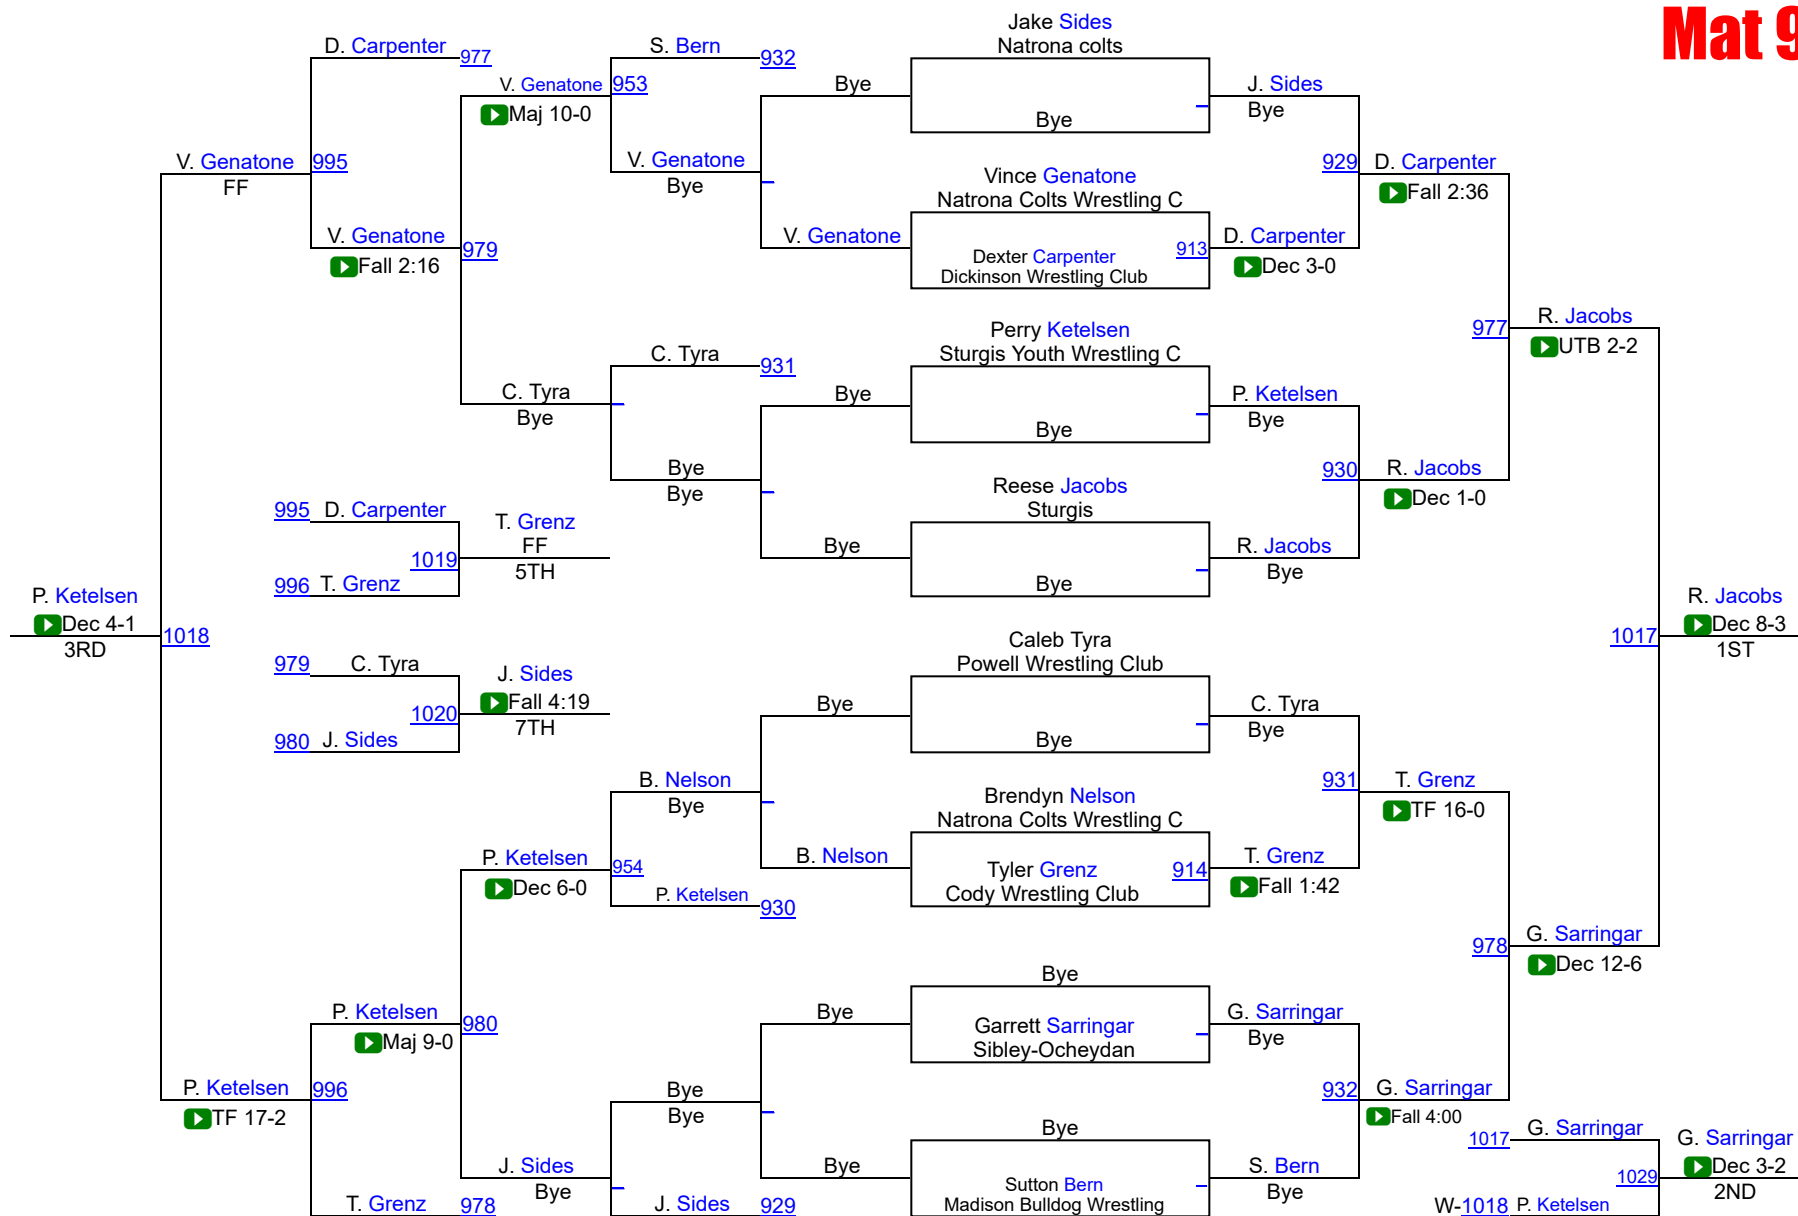 Mat 9
Jake Sides
Natrona colts
D. Carpenter
977
S. Bern
932
V. Genatone
953
Maj 10-0
Bye
Bye
J. Sides
Bye
V. Genatone
995
FF
V. Genatone
Bye
Vince Genatone
Natrona Colts Wrestling C
929
D. Carpenter
Fall 2:36
V. Genatone
979
Fall 2:16
V. Genatone
Dexter Carpenter
913
Dickinson Wrestling Club
D. Carpenter
Dec 3-0
Perry Ketelsen
Sturgis Youth Wrestling C
977
R. Jacobs
UTB 2-2
C. Tyra
931
C. Tyra
Bye
Bye
Bye
P. Ketelsen
Bye
Bye
Bye
Reese Jacobs
Sturgis
930
R. Jacobs
Dec 1-0
995
D. Carpenter
T. Grenz
FF
1019
5TH
996
T. Grenz
Bye
Bye
R. Jacobs
Bye
P. Ketelsen
Dec 4-1
1018
3RD
Caleb Tyra
Powell Wrestling Club
1017
R. Jacobs
Dec 8-3
1ST
979
C. Tyra
J. Sides
Fall 4:19
1020
7TH
980
J. Sides
Bye
Bye
C. Tyra
Bye
B. Nelson
Bye
Brendyn Nelson
Natrona Colts Wrestling C
931
T. Grenz
TF 16-0
P. Ketelsen
954
Dec 6-0
B. Nelson
Tyler Grenz
914
Cody Wrestling Club
T. Grenz
Fall 1:42
P. Ketelsen
930
978
G. Sarringar
Dec 12-6
Bye
P. Ketelsen
980
Maj 9-0
Bye
Garrett Sarringar
Sibley-Ocheydan
G. Sarringar
Bye
P. Ketelsen
996
TF 17-2
Bye
Bye
932
G. Sarringar
Fall 4:00
Bye
1017
G. Sarringar
G. Sarringar
Dec 3-2
1029
2ND
J. Sides
Bye
Bye
Sutton Bern
Madison Bulldog Wrestling
S. Bern
Bye
T. Grenz
978
J. Sides
929
W-1018
P. Ketelsen